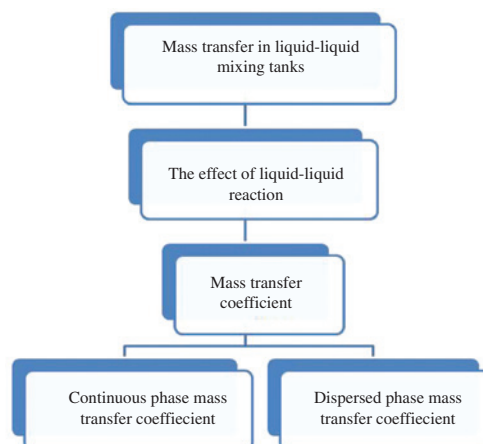 Mass transfer in liquid-liquid
mixing tanks
The effect of liquid-liquid
reaction
Mass transfer
coefficient
Continuous phase mass
transfer coeffiecient
Dispersed phase mass
transfer coeffiecient